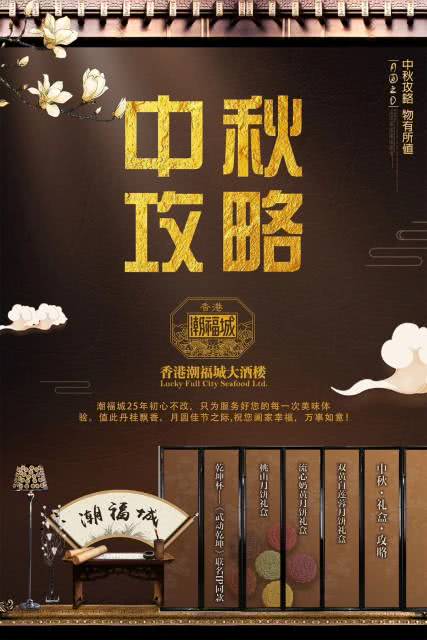 中秋攻略 物有所值
中秋
攻略
香港
潮福城
香港潮福城大酒楼
Lucky Full City Seafood Ltd.
潮福城25年初心不改,只为服务好您的每一次美味体
验。值此丹桂飘香,月圆佳节之际,祝您阖家幸福,万事如意!
潮福城
中秋·礼盒·攻略
双黄白莲蓉月饼礼盒
流心奶黄月饼礼盒
桃山月饼礼盒
乾坤杯——《武动乾坤》联名IP同款